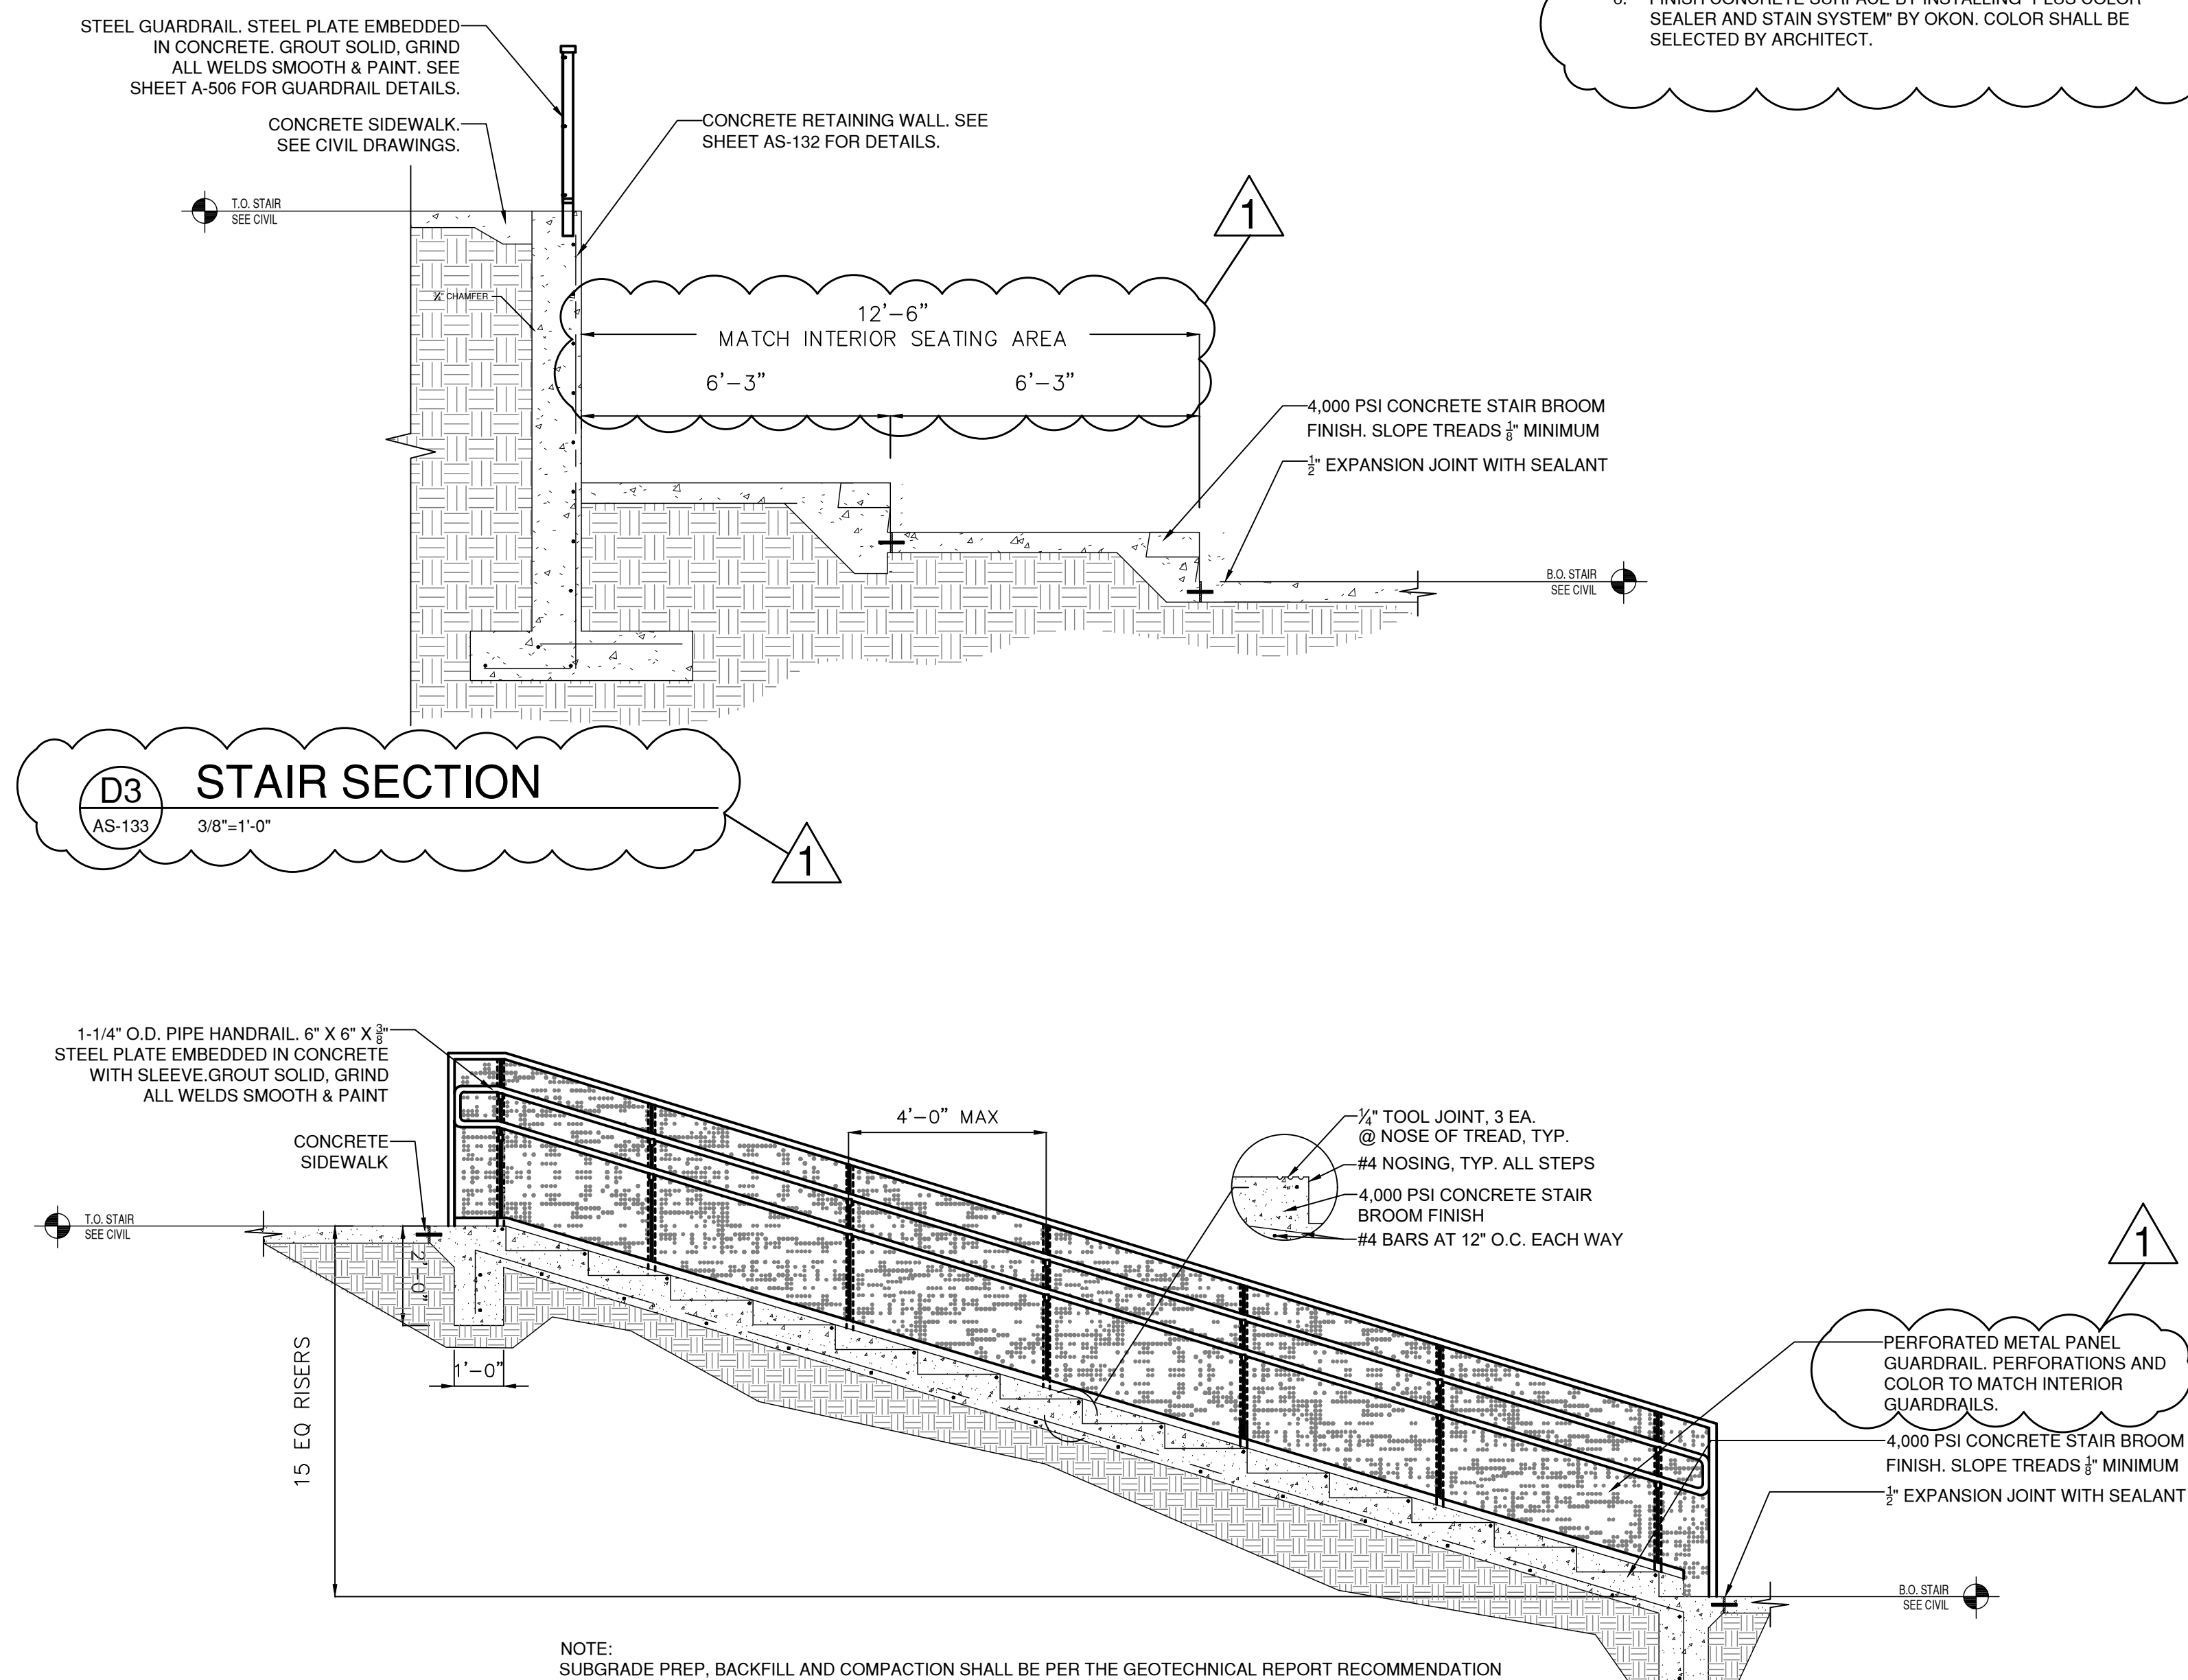 STEEL GUARDRAIL. STEEL PLATE EMBEDDED
IN CONCRETE. GROUT SOLID, GRIND
ALL WELDS SMOOTH & PAINT. SEE
SHEET A-506 FOR GUARDRAIL DETAILS.
CONCRETE SIDEWALK.
SEE CIVIL DRAWINGS.
CONCRETE RETAINING WALL. SEE
SHEET AS-132 FOR DETAILS.
SEALER AND STAIN SYSTEM" BY OKON. COLOR SHALL BE
SELECTED BY ARCHITECT.
T.O. STAIR
SEE CIVIL
1
CHAMFER
12'-6"
MATCH INTERIOR SEATING AREA
6'-3"
6'-3"
4,000 PSI CONCRETE STAIR BROOM
FINISH. SLOPE TREADS 1/8" MINIMUM
1/2" EXPANSION JOINT WITH SEALANT
B.O. STAIR
SEE CIVIL
D3
AS-133
STAIR SECTION
3/8"=1'-0"
1
1-1/4" O.D. PIPE HANDRAIL. 6" X 6" X 3/8"
STEEL PLATE EMBEDDED IN CONCRETE
WITH SLEEVE.GROUT SOLID, GRIND
ALL WELDS SMOOTH & PAINT
CONCRETE
SIDEWALK
T.O. STAIR
SEE CIVIL
2'-0"
1'-0"
15 EQ RISERS
4'-0" MAX
1/4" TOOL JOINT, 3 EA.
@ NOSE OF TREAD, TYP.
#4 NOSING, TYP. ALL STEPS
4,000 PSI CONCRETE STAIR
BROOM FINISH
#4 BARS AT 12" O.C. EACH WAY
1
PERFORATED METAL PANEL
GUARDRAIL. PERFORATIONS AND
COLOR TO MATCH INTERIOR
GUARDRAILS.
4,000 PSI CONCRETE STAIR BROOM
FINISH. SLOPE TREADS 1/8" MINIMUM
1/2" EXPANSION JOINT WITH SEALANT
B.O. STAIR
SEE CIVIL
NOTE:
SUBGRADE PREP, BACKFILL AND COMPACTION SHALL BE PER THE GEOTECHNICAL REPORT RECOMMENDATION